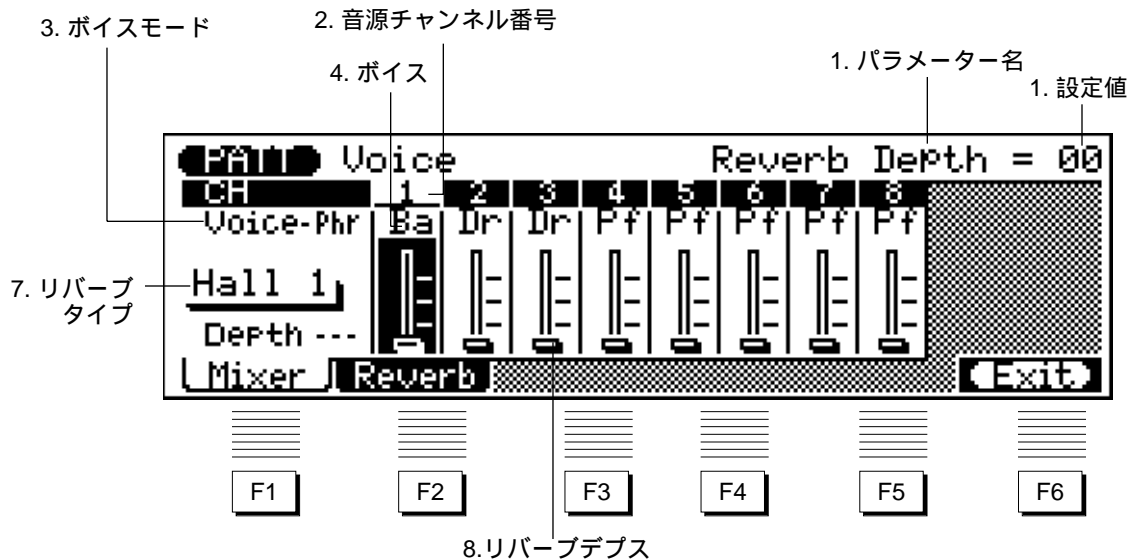 3. ボイスモード
2. 音源チャンネル番号
4. ボイス
1. パラメーター名
1. 設定値
PATT Voice Reverb Depth = 00
CH 1 2 3 4 5 6 7 8
Voice-Phr Ba Dr Dr Pf Pf Pf Pf Pf
7. リバーブ
タイプ
Hall 1
Depth ---
Mixer Reverb Exit
F1 F2 F3 F4 F5 F6
8.リバーブデプス